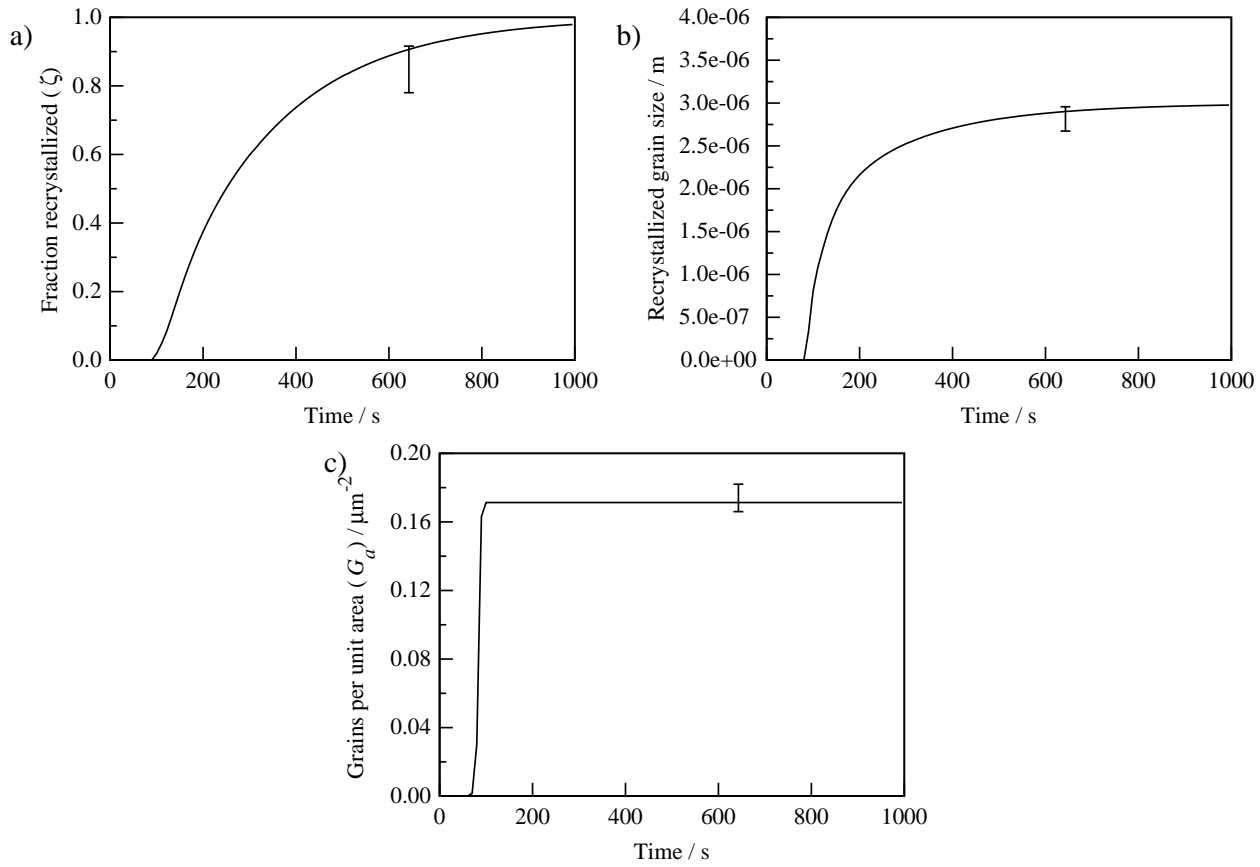 a)
Fraction recrystallized ( ζ )
1.0
0.8
0.6
0.4
0.2
0.0
0 200 400 600 800 1000
Time / s
b)
Recrystallized grain size / m
4.0e-06
3.5e-06
3.0e-06
2.5e-06
2.0e-06
1.5e-06
1.0e-06
5.0e-07
0.0e+00
0 200 400 600 800 1000
Time / s
c)
Grains per unit area ( G_a ) / μm⁻²
0.20
0.16
0.12
0.08
0.04
0.00
0 200 400 600 800 1000
Time / s